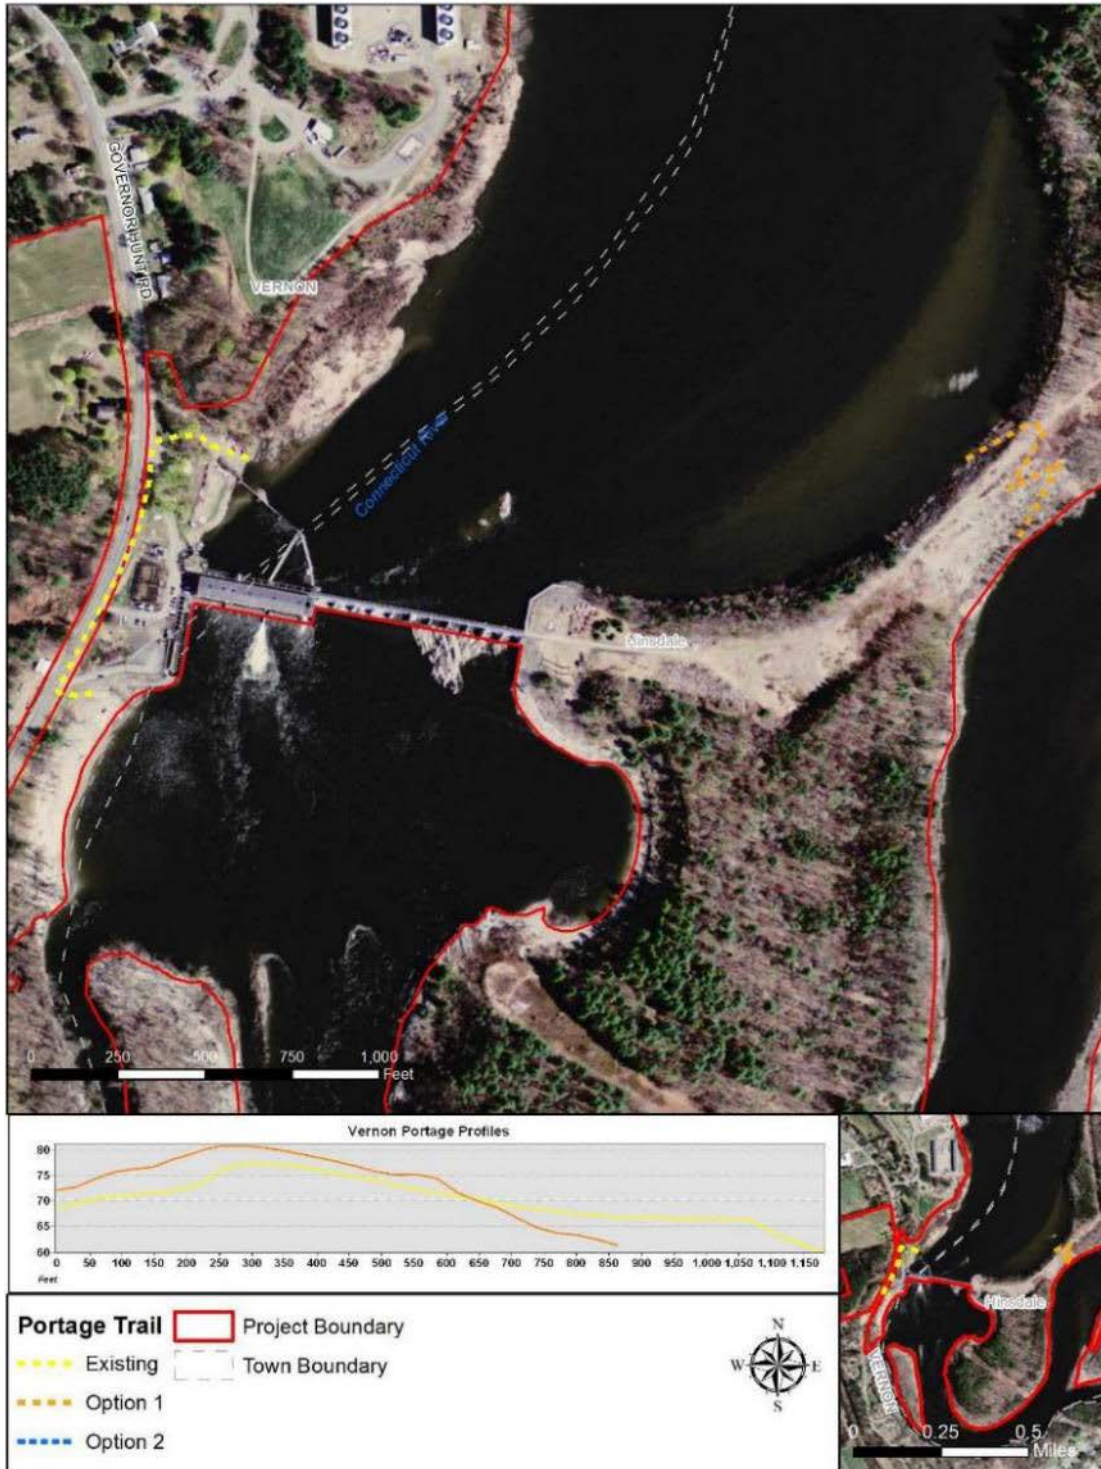 GOVERNOR HUNT RD
VERNON
Connecticut River
Hinsdale
0 250 500 750 1,000
Feet
Vernon Portage Profiles
80
75
70
65
60
0 50 100 150 200 250 300 350 400 450 500 550 600 650 700 750 800 850 900 950 1,000 1,050 1,100 1,150
Feet
Portage Trail
Existing
Option 1
Option 2
Project Boundary
Town Boundary
N
W E
S
Hinsdale
VERNON
0 0.25 0.5
Miles